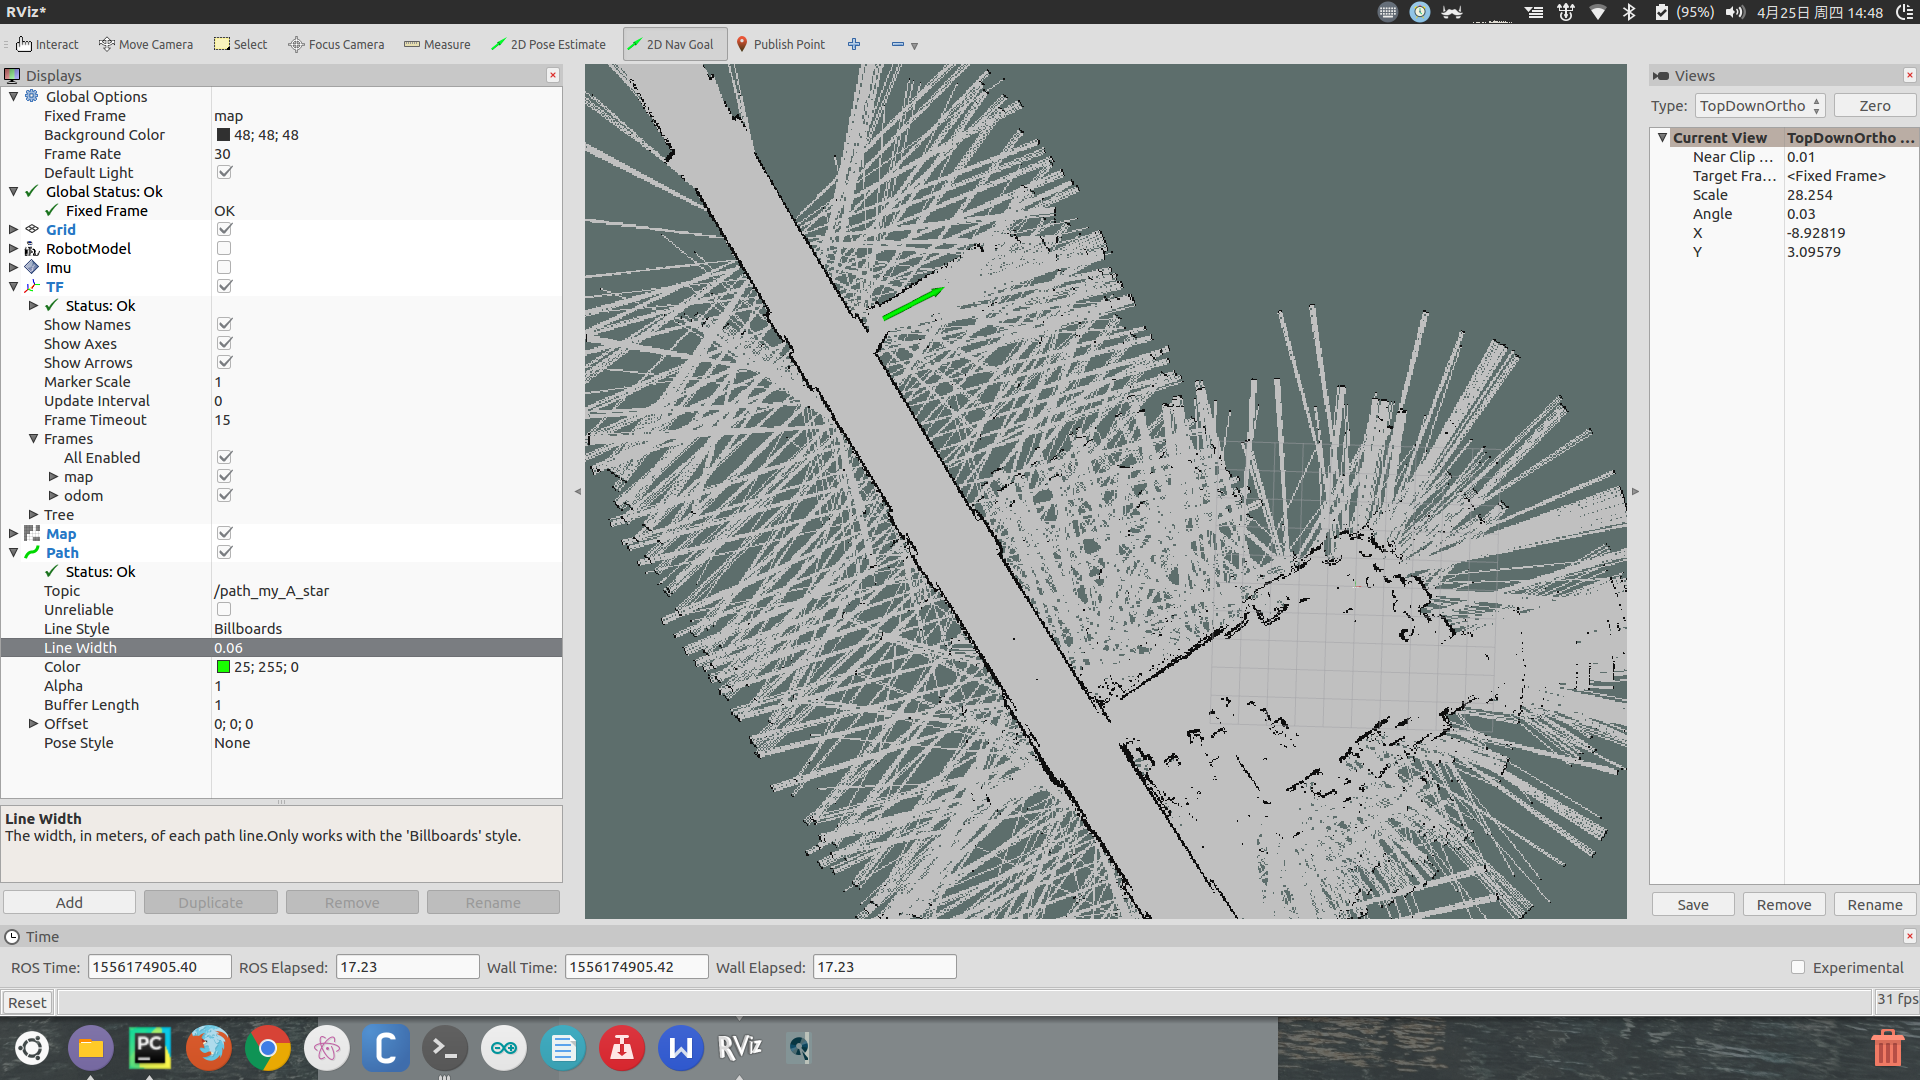 RViz*
(95%) 4月25日 周四 14:48
Interact Move Camera Select Focus Camera Measure 2D Pose Estimate 2D Nav Goal Publish Point
Displays
Global Options
Fixed Frame map
Background Color 48; 48; 48
Frame Rate 30
Default Light
Global Status: Ok
Fixed Frame OK
Grid
RobotModel
Imu
TF
Status: Ok
Show Names
Show Axes
Show Arrows
Marker Scale 1
Update Interval 0
Frame Timeout 15
Frames
All Enabled
map
odom
Tree
Map
Path
Status: Ok
Topic /path_my_A_star
Unreliable
Line Style Billboards
Line Width 0.06
Color 25; 255; 0
Alpha 1
Buffer Length 1
Offset 0; 0; 0
Pose Style None
Line Width
The width, in meters, of each path line.Only works with the 'Billboards' style.
Add Duplicate Remove Rename
Views
Type: TopDownOrtho Zero
Current View TopDownOrtho ...
Near Clip ... 0.01
Target Fra... <Fixed Frame>
Scale 28.254
Angle 0.03
X -8.92819
Y 3.09579
Save Remove Rename
Time
ROS Time: 1556174905.40 ROS Elapsed: 17.23 Wall Time: 1556174905.42 Wall Elapsed: 17.23 Experimental
Reset 31 fps
PC C W RViz